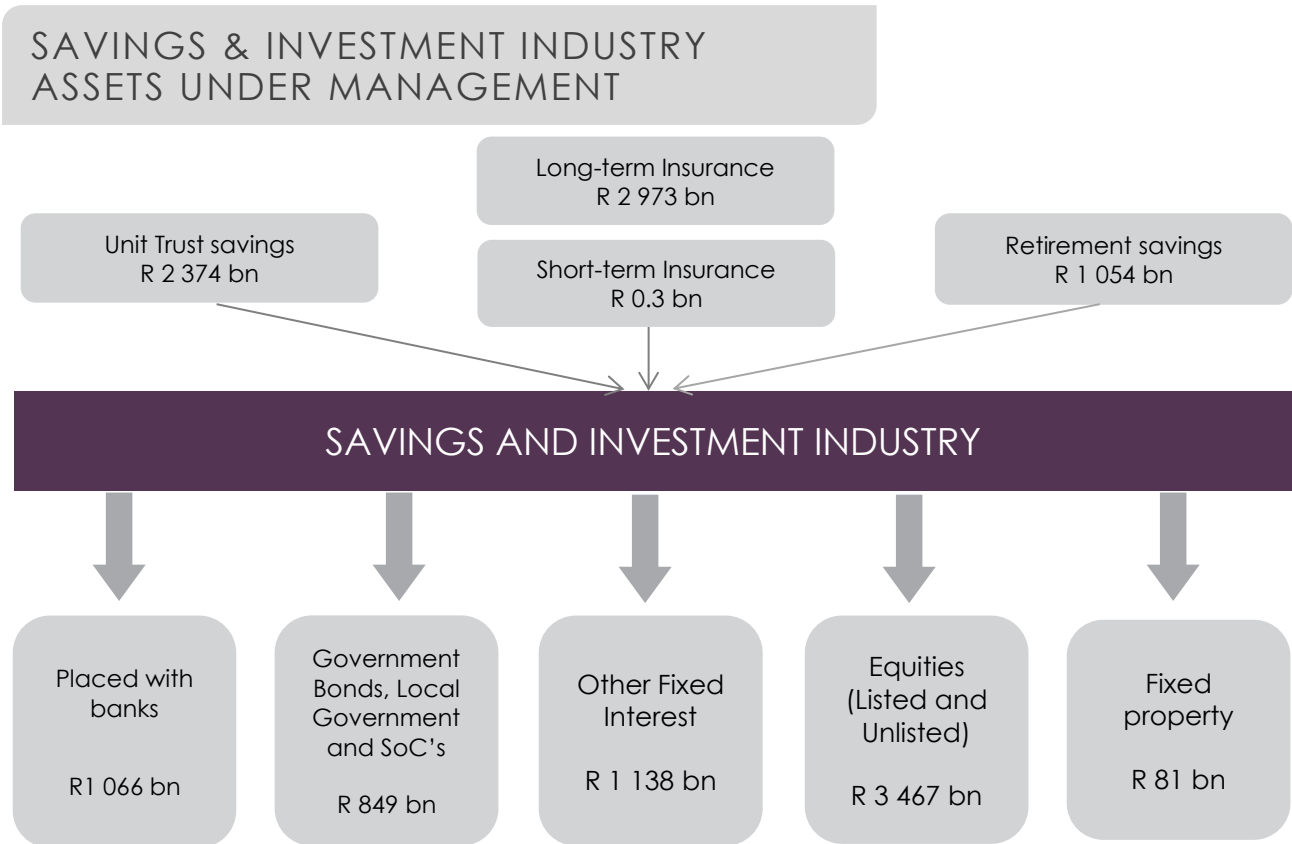 SAVINGS & INVESTMENT INDUSTRY
ASSETS UNDER MANAGEMENT
Long-term Insurance
R 2 973 bn
Unit Trust savings
R 2 374 bn
Short-term Insurance
R 0.3 bn
Retirement savings
R 1 054 bn
SAVINGS AND INVESTMENT INDUSTRY
Placed with
banks
R1 066 bn
Government
Bonds, Local
Government
and SoC's
R 849 bn
Other Fixed
Interest
R 1 138 bn
Equities
(Listed and
Unlisted)
R 3 467 bn
Fixed
property
R 81 bn